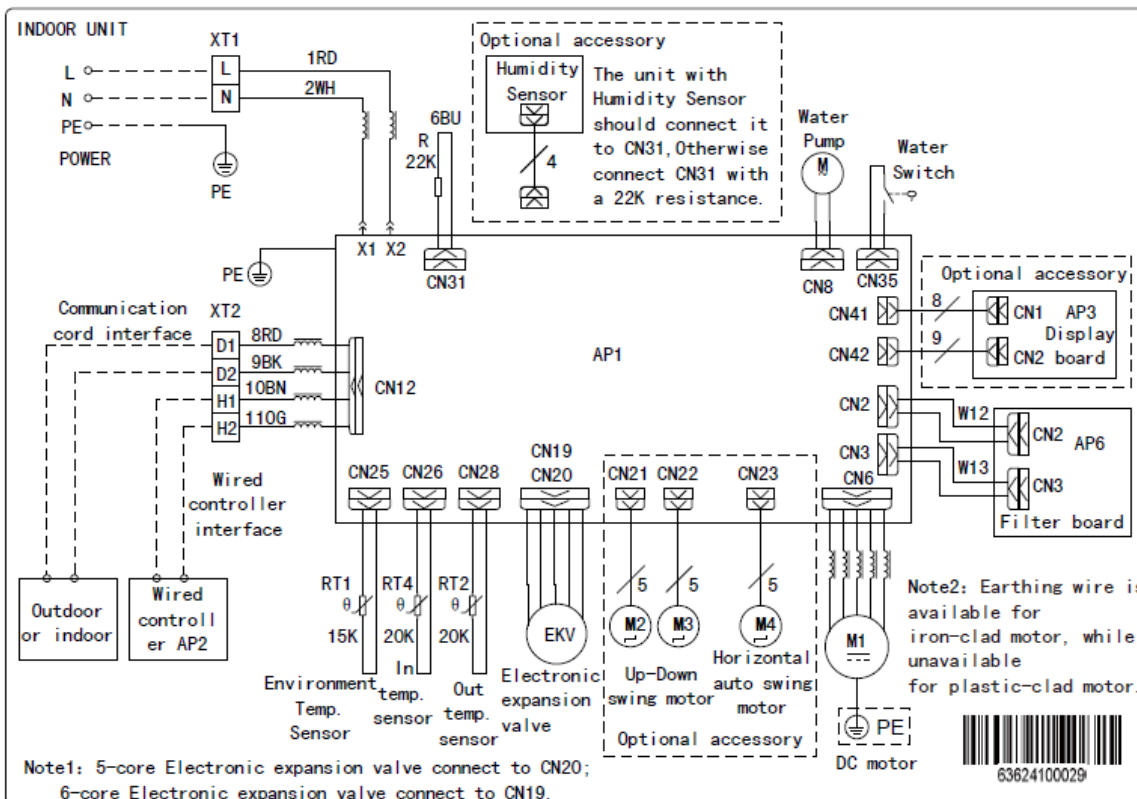 INDOOR UNIT
XT1
L
N
PE
POWER
L
N
1RD
2WH
PE
R
22K
6BU
Optional accessory
Humidity
Sensor
4
The unit with
Humidity Sensor
should connect it
to CN31,Otherwise
connect CN31 with
a 22K resistance.
Water
Pump
M
Water
Switch
X1 X2
PE
CN31
CN8
CN35
Optional accessory
CN41
8
CN1
AP3
Display
board
CN42
9
CN2
Communication
cord interface
XT2
D1
D2
H1
H2
8RD
9BK
10BN
11OG
CN12
AP1
CN2
W12
CN2
AP6
CN3
W13
CN3
Filter board
Wired
controller
interface
CN25
CN26
CN28
CN19
CN20
CN21
CN22
CN23
CN6
Outdoor
or indoor
Wired
controll
er AP2
RT1
θ
15K
RT4
θ
20K
RT2
θ
20K
EKV
5
5
5
M2
M3
M4
M1
Environment
Temp.
Sensor
In
temp.
sensor
Out
temp.
sensor
Electronic
expansion
valve
Up-Down
swing motor
Horizontal
auto swing
motor
Optional accessory
PE
DC motor
Note2: Earthing wire is
available for
iron-clad motor, while
unavailable
for plastic-clad motor.
63624100029
Note1: 5-core Electronic expansion valve connect to CN20;
6-core Electronic expansion valve connect to CN19.